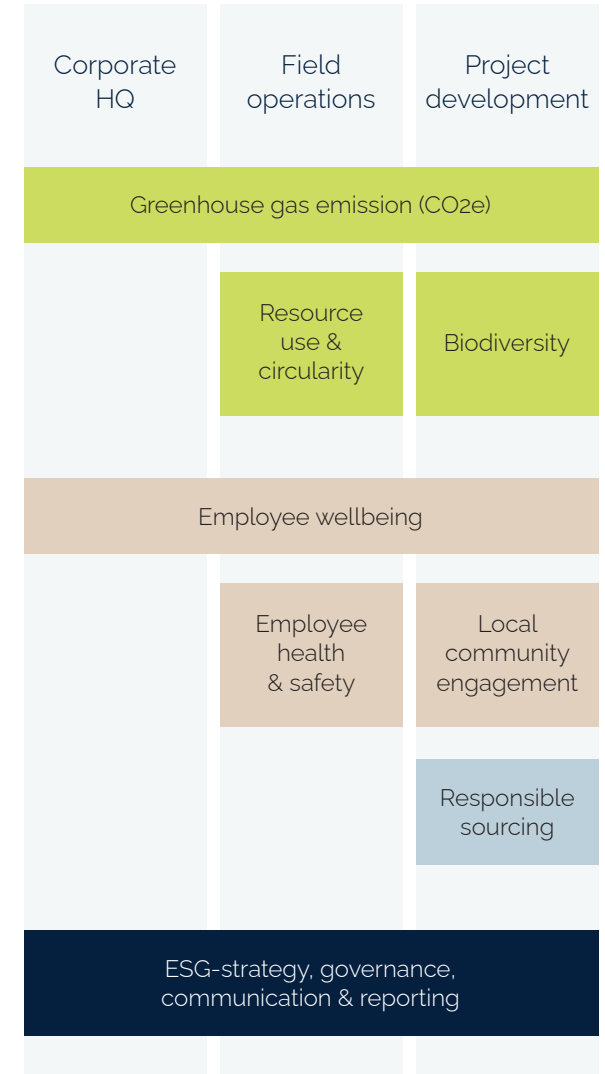 Corporate
HQ
Field
operations
Project
development
Greenhouse gas emission (CO2e)
Resource
use &
circularity
Biodiversity
Employee wellbeing
Employee
health
& safety
Local
community
engagement
Responsible
sourcing
ESG-strategy, governance,
communication & reporting